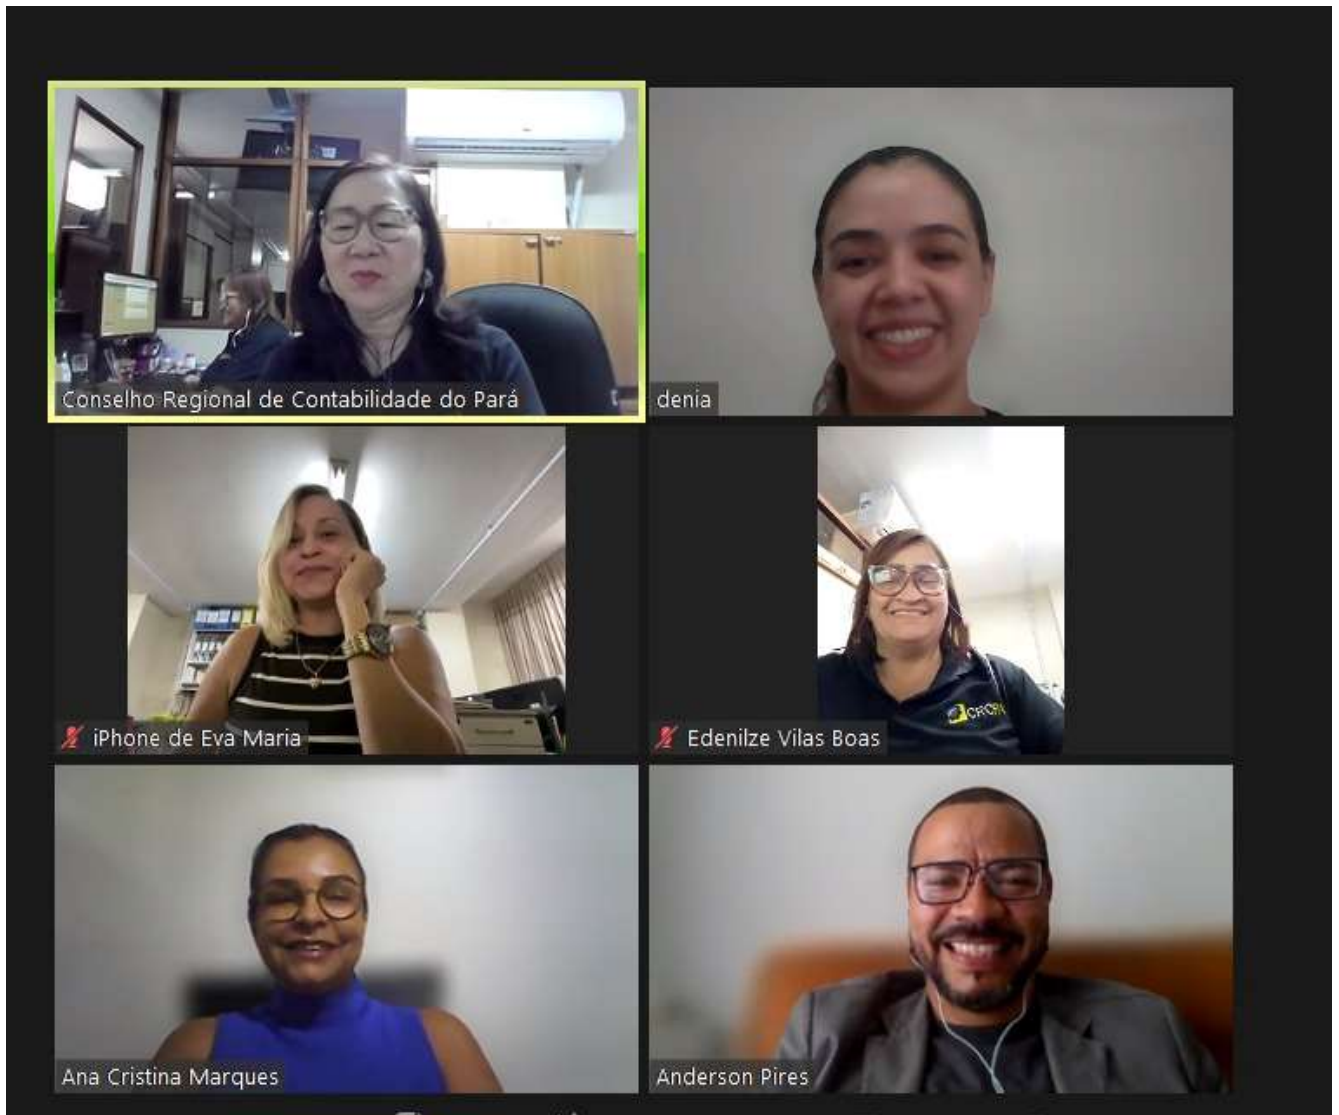 Conselho Regional de Contabilidade do Pará
denia
iPhone de Eva Maria
Edenilze Vilas Boas
CRCPA
Ana Cristina Marques
Anderson Pires